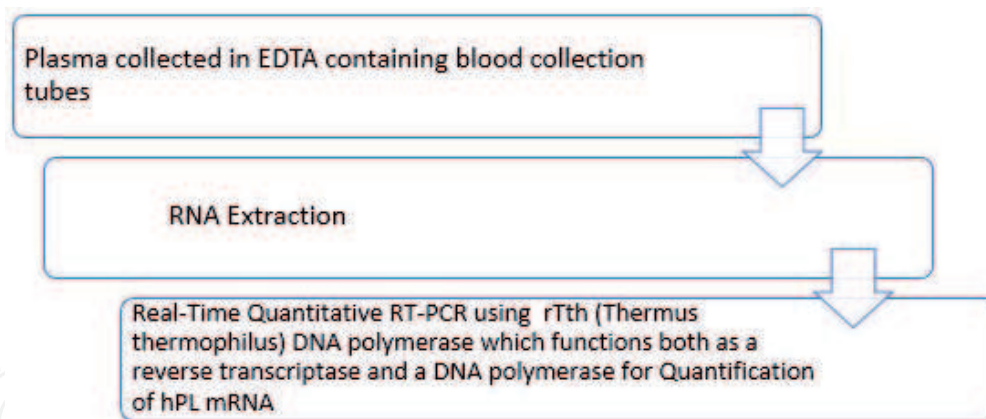 Plasma collected in EDTA containing blood collection
tubes
RNA Extraction
Real-Time Quantitative RT-PCR using rTth (Thermus
thermophilus) DNA polymerase which functions both as a
reverse transcriptase and a DNA polymerase for Quantification
of hPL mRNA